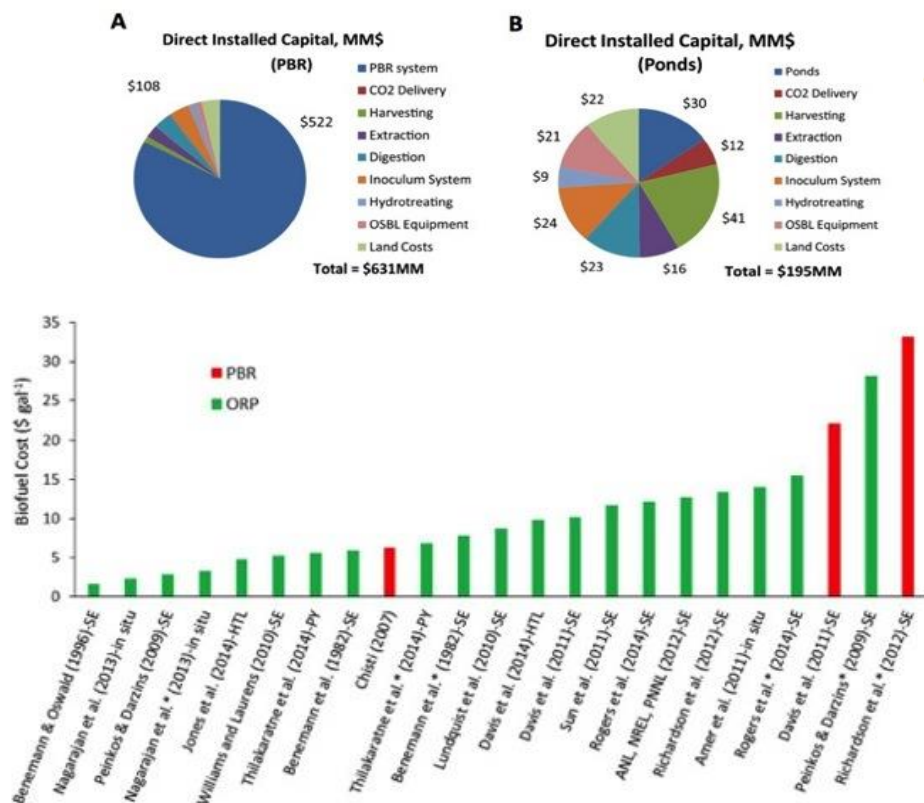 A
Direct Installed Capital, MM$
(PBR)
$108
$522
PBR system
CO2 Delivery
Harvesting
Extraction
Digestion
Inoculum System
Hydrotreating
OSBL Equipment
Land Costs
Total = $631MM
B
Direct Installed Capital, MM$
(Ponds)
$22
$30
$21
$12
$9
$41
$24
$23
$16
Ponds
CO2 Delivery
Harvesting
Extraction
Digestion
Inoculum System
Hydrotreating
OSBL Equipment
Land Costs
Total = $195MM
Biofuel Cost ($ gal-1)
35
30
25
20
15
10
5
0
PBR
ORP
Benemann & Oswald (1996)-SE
Nagarajan et al. (2013)-in situ
Peinkos & Darzins (2009)-SE
Nagarajan et al. * (2013)-in situ
Jones et al. (2014)-HTL
Williams and Laurens (2010)-SE
Thilakaratne et al. (2014)-PY
Benemann et al. (1982)-SE
Chisti (2007)
Thilakaratne et al. * (2014)-PY
Benemann et al. * (1982)-SE
Lundquist et al. (2010)-SE
Davis et al. (2014)-HTL
Davis et al. (2011)-SE
Sun et al. (2011)-SE
Rogers et al. (2014)-SE
ANL, NREL, PNNL (2012)-SE
Richardson et al. (2012)-SE
Amer et al. (2011)-in situ
Rogers et al. * (2014)-SE
Davis et al. (2011)-SE
Peinkos & Darzins* (2009)-SE
Richardson et al. * (2012)-SE